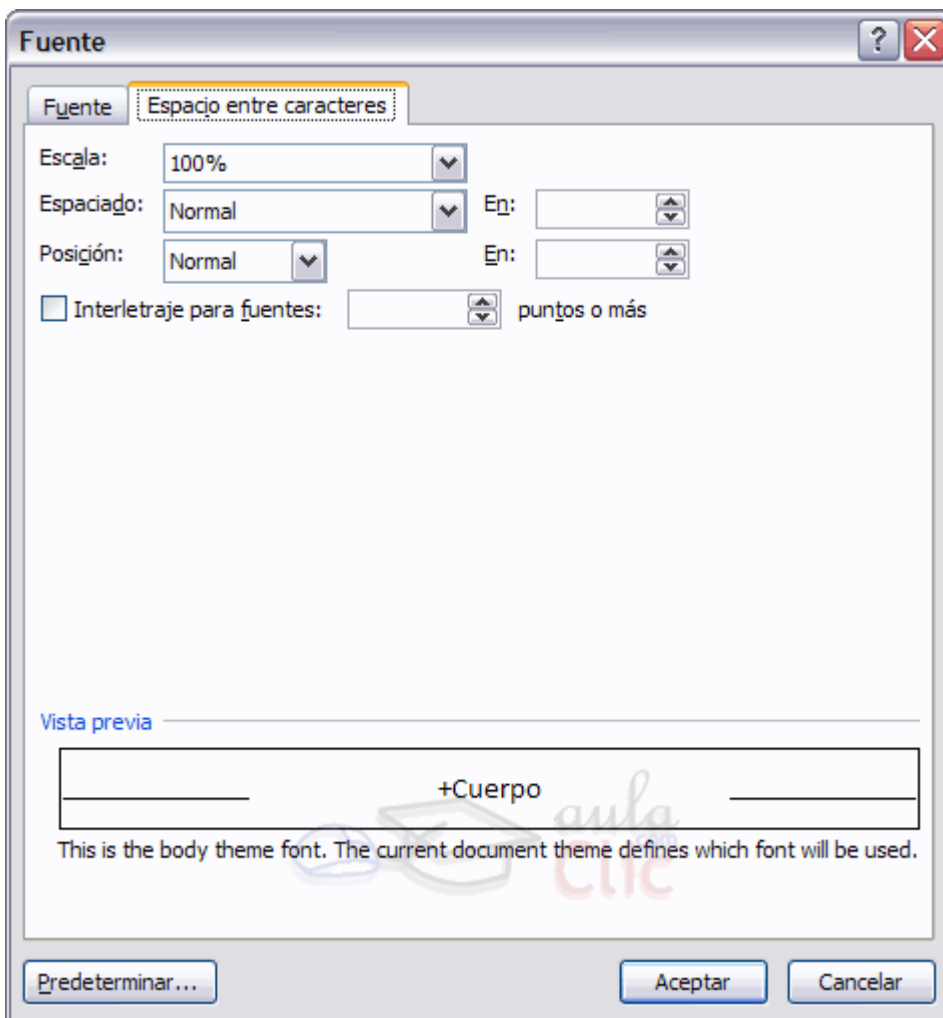 Fuente
Fuente Espacio entre caracteres
Escala: 100%
Espaciado: Normal En:
Posición: Normal En:
Interletraje para fuentes: puntos o más
Vista previa
+Cuerpo
aula
.com
Clic
This is the body theme font. The current document theme defines which font will be used.
Predeterminar... Aceptar Cancelar